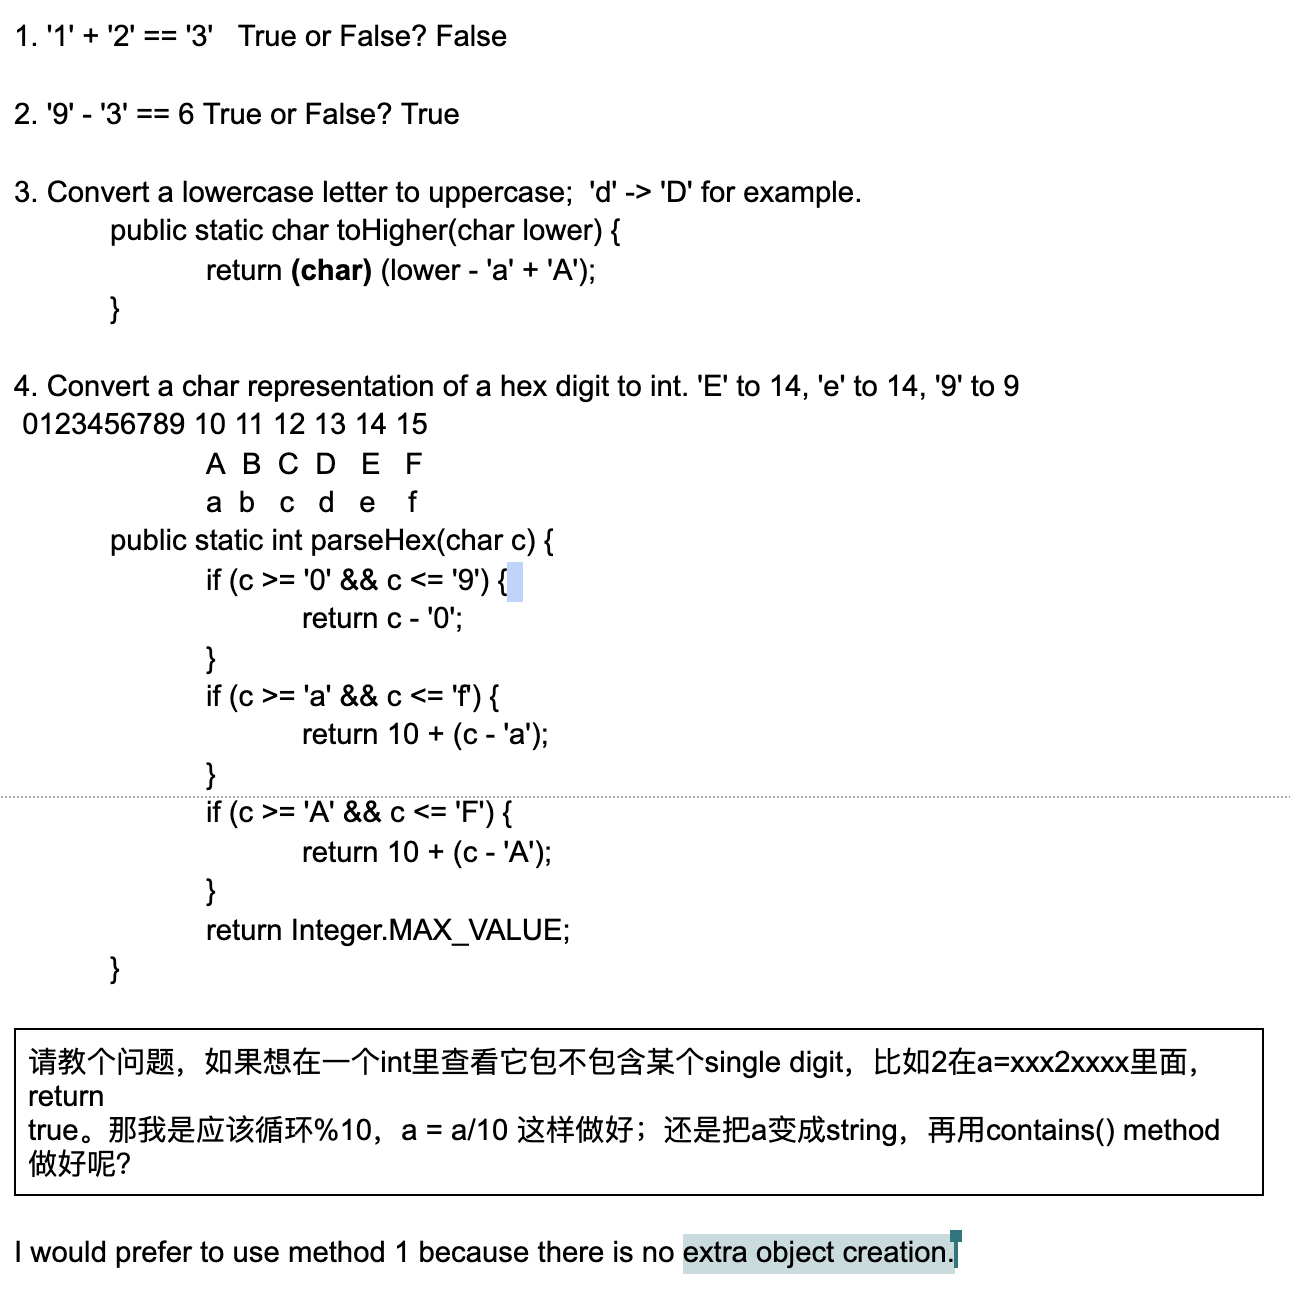 1. '1' + '2' == '3'   True or False? False
2. '9' - '3' == 6 True or False? True
3. Convert a lowercase letter to uppercase;  'd' -> 'D' for example.
public static char toHigher(char lower) {
return (char) (lower - 'a' + 'A');
}
4. Convert a char representation of a hex digit to int. 'E' to 14, 'e' to 14, '9' to 9
0123456789 10 11 12 13 14 15
A B C D E F
a b c d e f
public static int parseHex(char c) {
if (c >= '0' && c <= '9') {
return c - '0';
}
if (c >= 'a' && c <= 'f') {
return 10 + (c - 'a');
}
if (c >= 'A' && c <= 'F') {
return 10 + (c - 'A');
}
return Integer.MAX_VALUE;
}
请教个问题，如果想在一个int里查看它包不包含某个single digit，比如2在a=xxx2xxxx里面，
return
true。那我是应该循环%10，a = a/10 这样做好；还是把a变成string，再用contains() method
做好呢?
I would prefer to use method 1 because there is no extra object creation.